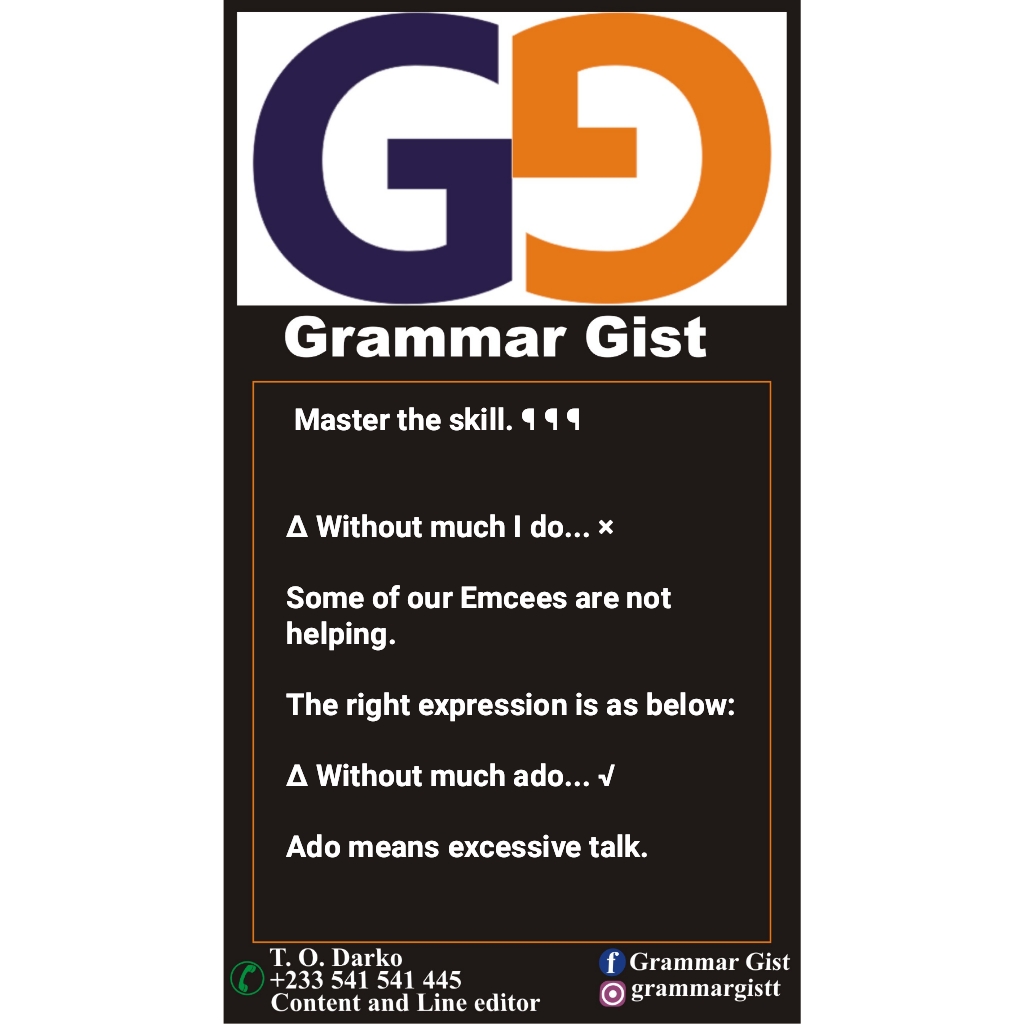 GG
Grammar Gist
Master the skill. ¶ ¶ ¶
Δ Without much I do... ×
Some of our Emcees are not
helping.
The right expression is as below:
Δ Without much ado... √
Ado means excessive talk.
T. O. Darko
+233 541 541 445
Content and Line editor
f Grammar Gist
grammargistt